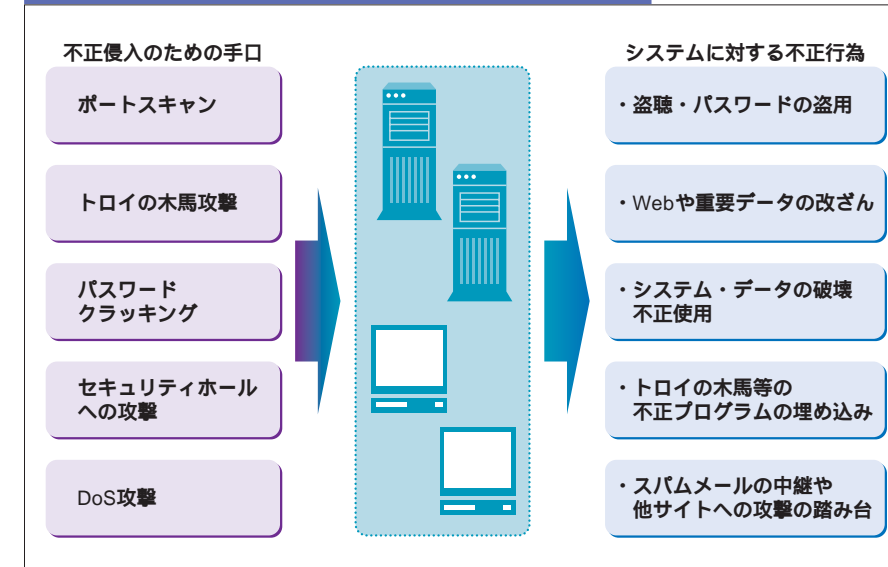 不正侵入のための手口
ポートスキャン
トロイの木馬攻撃
パスワード
クラッキング
セキュリティホール
への攻撃
DoS攻撃
システムに対する不正行為
・盗聴・パスワードの盗用
・Webや重要データの改ざん
・システム・データの破壊
不正使用
・トロイの木馬等の
不正プログラムの埋め込み
・スパムメールの中継や
他サイトへの攻撃の踏み台